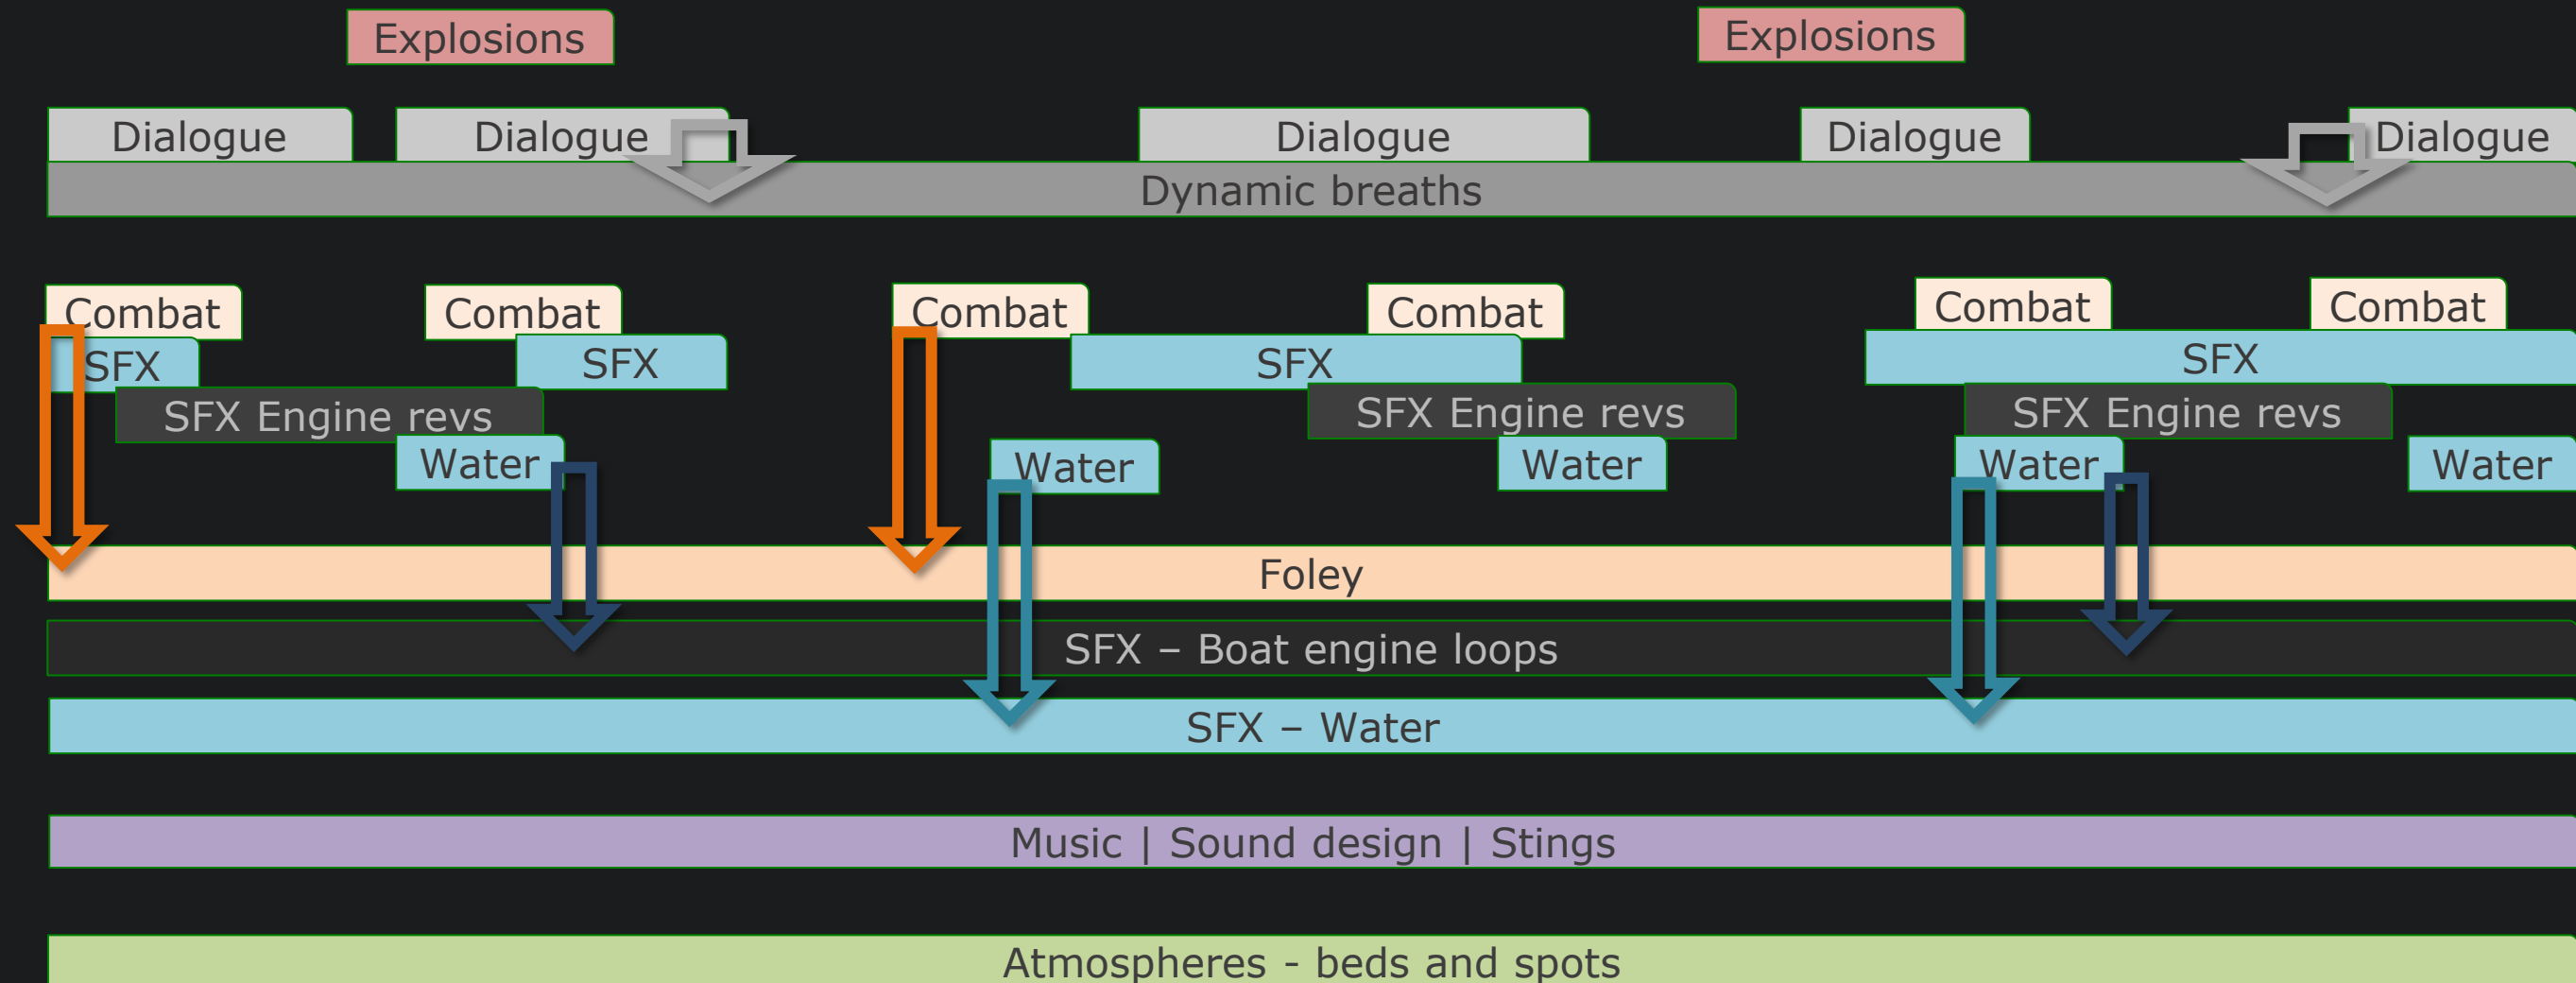 Explosions
Explosions
Dialogue
Dialogue
Dialogue
Dialogue
Dialogue
Dynamic breaths
Combat
Combat
Combat
Combat
Combat
Combat
SFX
SFX
SFX
SFX
SFX Engine revs
SFX Engine revs
SFX Engine revs
Water
Water
Water
Water
Water
Foley
SFX – Boat engine loops
SFX – Water
Music | Sound design | Stings
Atmospheres - beds and spots